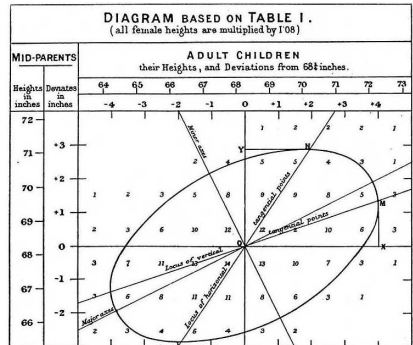 DIAGRAM BASED ON TABLE I.
(all female heights are multiplied by 1'08)
MID-PARENTS
ADULT CHILDREN
their Heights, and Deviations from 68¼ inches.
Heights in inches
Deviates in inches
64 65 66 67 68 69 70 71 72 73
-4 -3 -2 -1 0 +1 +2 +3 +4
72
71
70
69
68
67
66
+3
+2
+1
0
-1
-2
1 2 2 2 1
2 4 5 5 4 3 1
1 2 3 5 8 9 9 8 5 3
2 3 6 10 12 12 2 10 6 3
3 7 11 13 14 13 10 7 3 1
3 6 8 11 11 8 6 3 1
2 3 4 6 4 3 2
Y
N
M
X
O
Minor axes
tangential points
tangential points
Locus of vertical
Major axes
Locus of horizontal